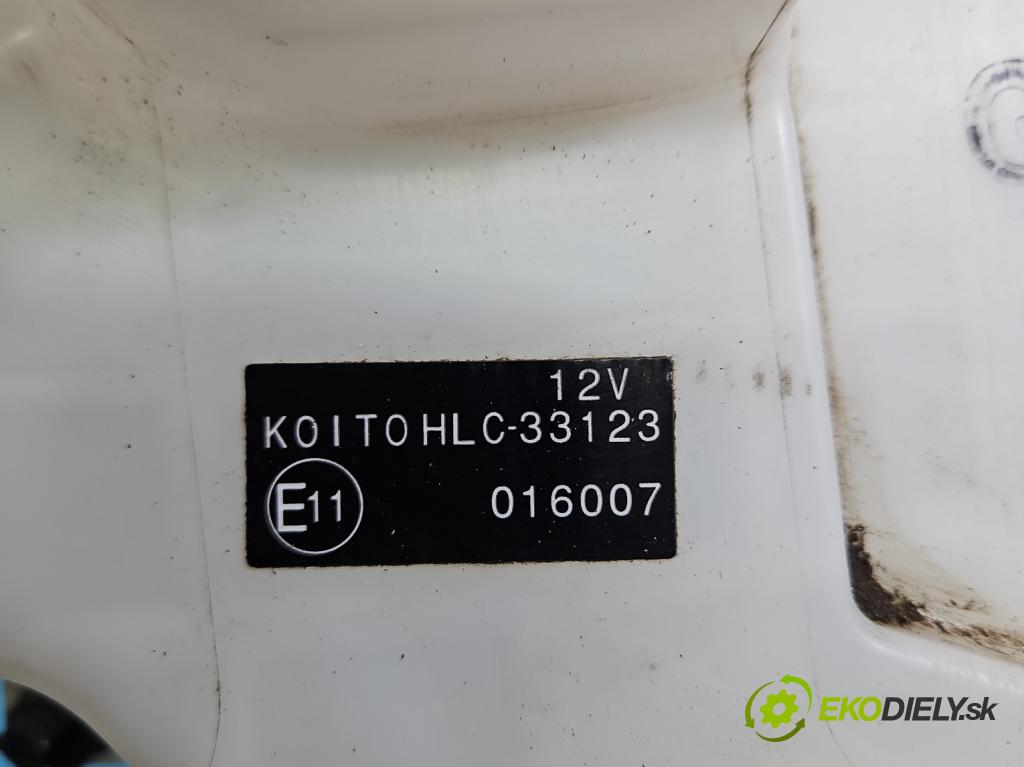 12V
KOITO HLC-33123
E11 016007
EKODIELY.sk